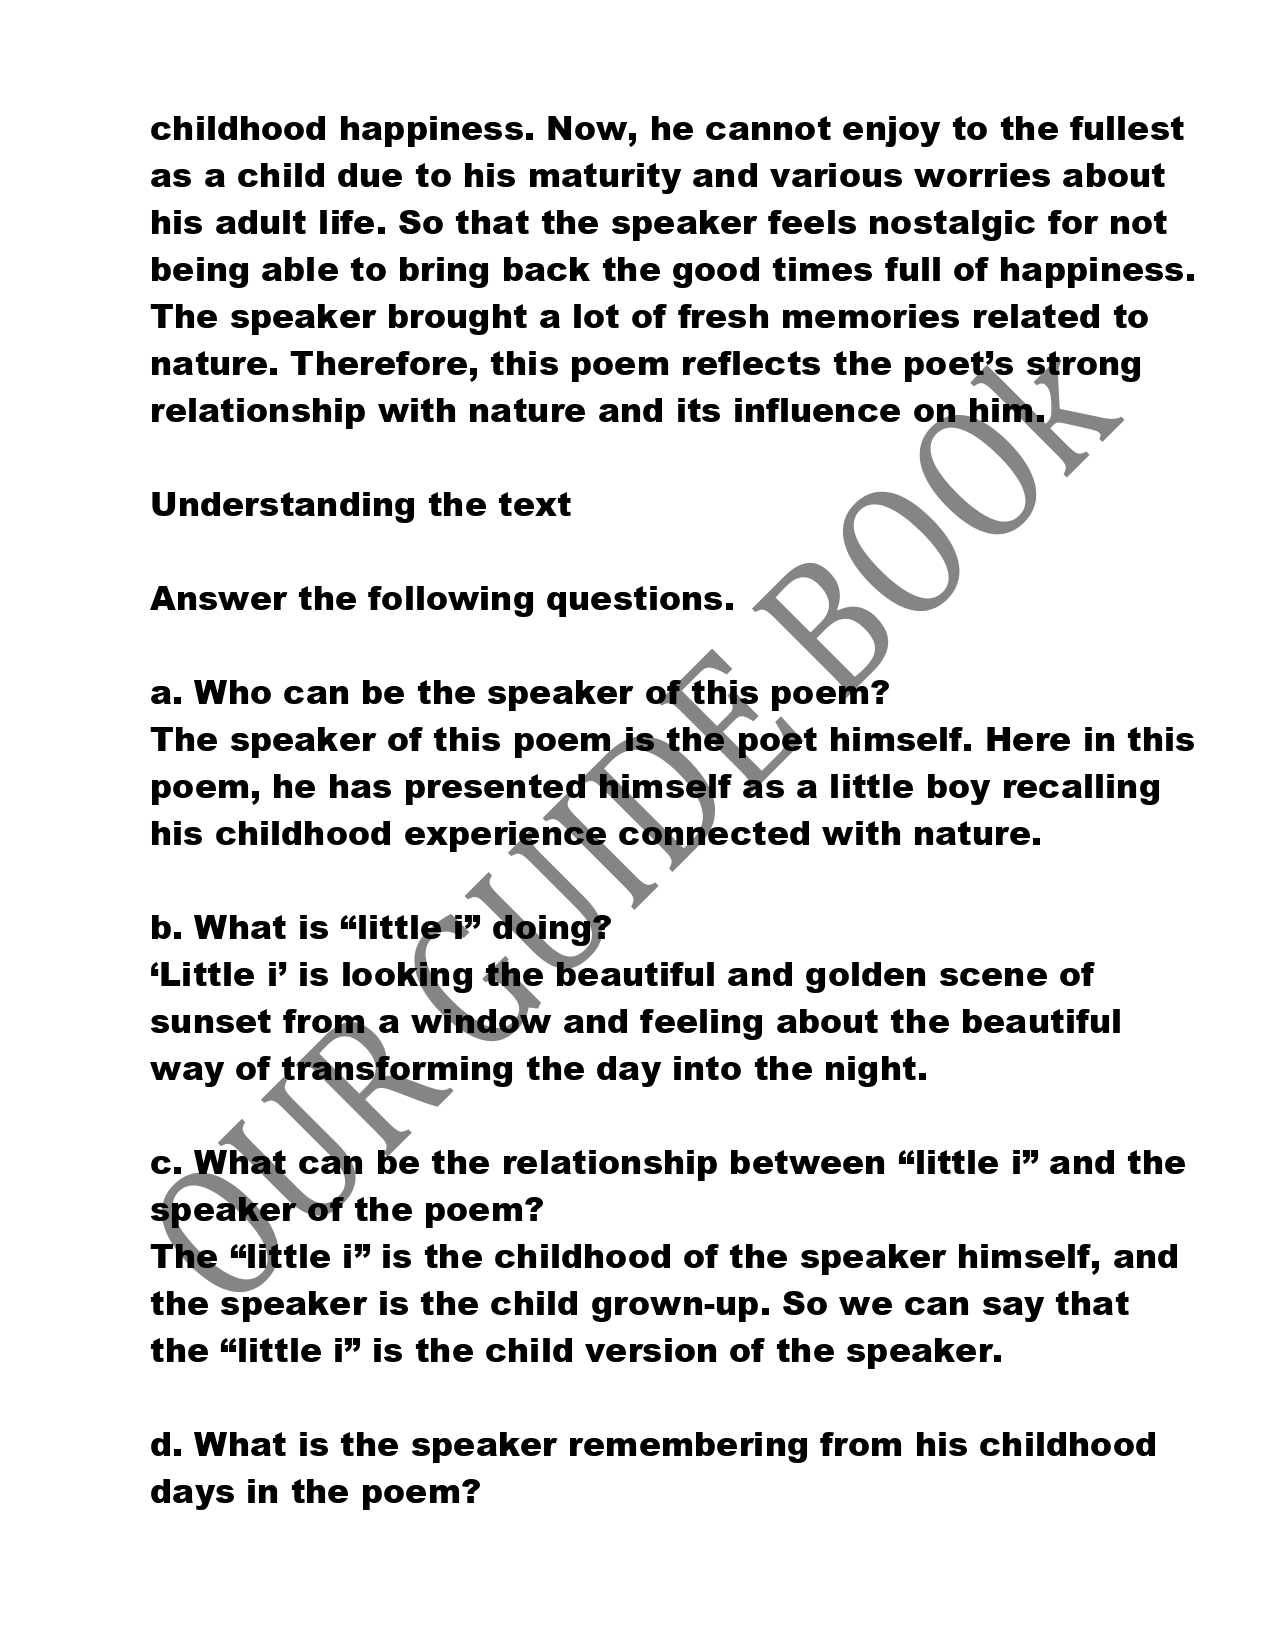 childhood happiness. Now, he cannot enjoy to the fullest
as a child due to his maturity and various worries about
his adult life. So that the speaker feels nostalgic for not
being able to bring back the good times full of happiness.
The speaker brought a lot of fresh memories related to
nature. Therefore, this poem reflects the poet’s strong
relationship with nature and its influence on him.
Understanding the text
Answer the following questions.
a. Who can be the speaker of this poem?
The speaker of this poem is the poet himself. Here in this
poem, he has presented himself as a little boy recalling
his childhood experience connected with nature.
b. What is “little i” doing?
‘Little i’ is looking the beautiful and golden scene of
sunset from a window and feeling about the beautiful
way of transforming the day into the night.
c. What can be the relationship between “little i” and the
speaker of the poem?
The “little i” is the childhood of the speaker himself, and
the speaker is the child grown-up. So we can say that
the “little i” is the child version of the speaker.
d. What is the speaker remembering from his childhood
days in the poem?
OUR GUIDE BOOk